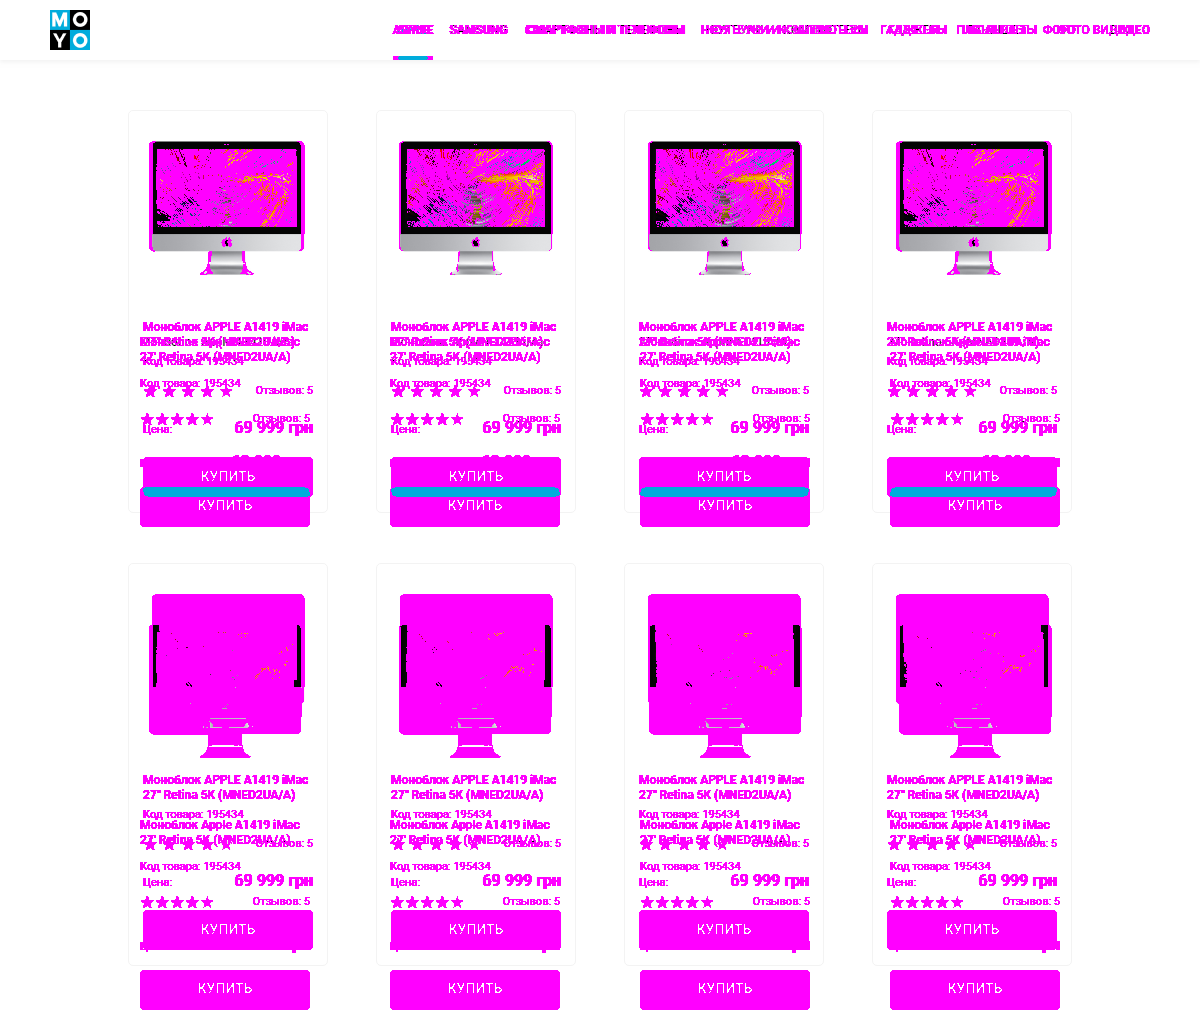 MO
YO
SAMSUNG
Моноблок APPLE A1419 iMac Моноблок APPLE A1419 iMac Моноблок APPLE A1419 iMac Моноблок APPLE A1419 iMac
27" Retina 5K (MNED2UA/A) 27" Retina 5K (MNED2UA/A) 27" Retina 5K (MNED2UA/A) 27" Retina 5K (MNED2UA/A)
Код товара: 195434 Код товара: 195434 Код товара: 195434 Код товара: 195434
Код товара: 195434 Код товара: 195434 Код товара: 195434 Код товара: 195434
Отзывов: 5 Отзывов: 5 Отзывов: 5 Отзывов: 5
Отзывов: 5 Отзывов: 5 Отзывов: 5 Отзывов: 5
Цена: 69 999 грн Цена: 69 999 грн Цена: 69 999 грн Цена: 69 999 грн
КУПИТЬ КУПИТЬ КУПИТЬ КУПИТЬ
КУПИТЬ КУПИТЬ КУПИТЬ КУПИТЬ
Моноблок APPLE A1419 iMac Моноблок APPLE A1419 iMac Моноблок APPLE A1419 iMac Моноблок APPLE A1419 iMac
27" Retina 5K (MNED2UA/A) 27" Retina 5K (MNED2UA/A) 27" Retina 5K (MNED2UA/A) 27" Retina 5K (MNED2UA/A)
Код товара: 195434 Код товара: 195434 Код товара: 195434 Код товара: 195434
Моноблок Apple A1419 iMac Моноблок Apple A1419 iMac Моноблок Apple A1419 iMac Моноблок Apple A1419 iMac
27" Retina 5K (MNED2UA/A) Отзывов: 5 27" Retina 5K (MNED2UA/A) Отзывов: 5 27" Retina 5K (MNED2UA/A) Отзывов: 5 27" Retina 5K (MNED2UA/A) Отзывов: 5
Код товара: 195434 Код товара: 195434 Код товара: 195434 Код товара: 195434
Цена: 69 999 грн Цена: 69 999 грн Цена: 69 999 грн Цена: 69 999 грн
Отзывов: 5 Отзывов: 5 Отзывов: 5 Отзывов: 5
КУПИТЬ КУПИТЬ КУПИТЬ КУПИТЬ
КУПИТЬ КУПИТЬ КУПИТЬ КУПИТЬ